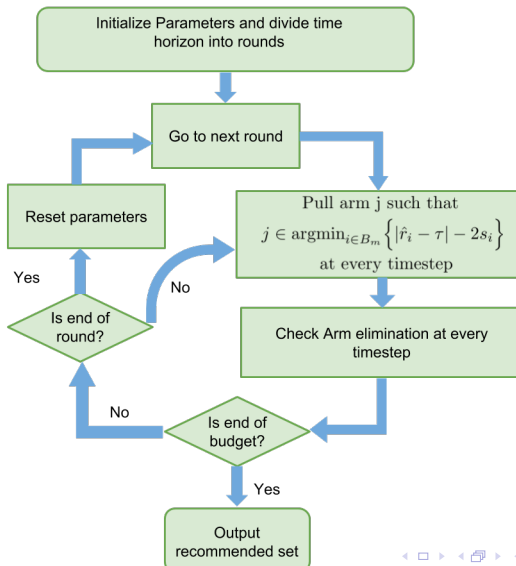 Initialize Parameters and divide time
horizon into rounds
Go to next round
Reset parameters
Pull arm j such that
j ∈ argmin_{i∈B_m}{|r̂_i − τ| − 2s_i}
at every timestep
Yes
No
Is end of
round?
Check Arm elimination at every
timestep
No
Is end of
budget?
Yes
Output
recommended set